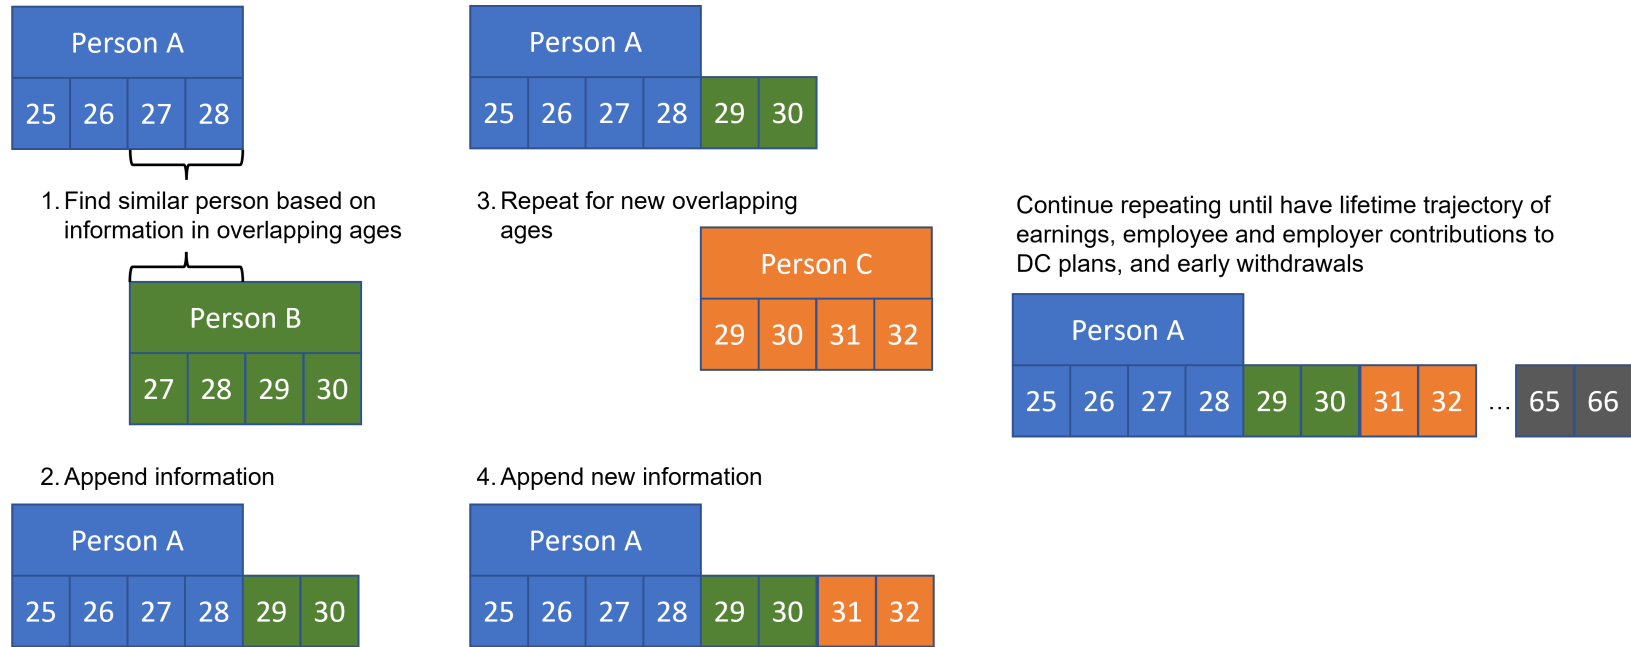 Person A
25 26 27 28
1. Find similar person based on
information in overlapping ages
Person B
27 28 29 30
2. Append information
Person A
25 26 27 28 29 30
Person A
25 26 27 28 29 30
3. Repeat for new overlapping
ages
Person C
29 30 31 32
4. Append new information
Person A
25 26 27 28 29 30 31 32
Continue repeating until have lifetime trajectory of
earnings, employee and employer contributions to
DC plans, and early withdrawals
Person A
25 26 27 28 29 30 31 32 ... 65 66